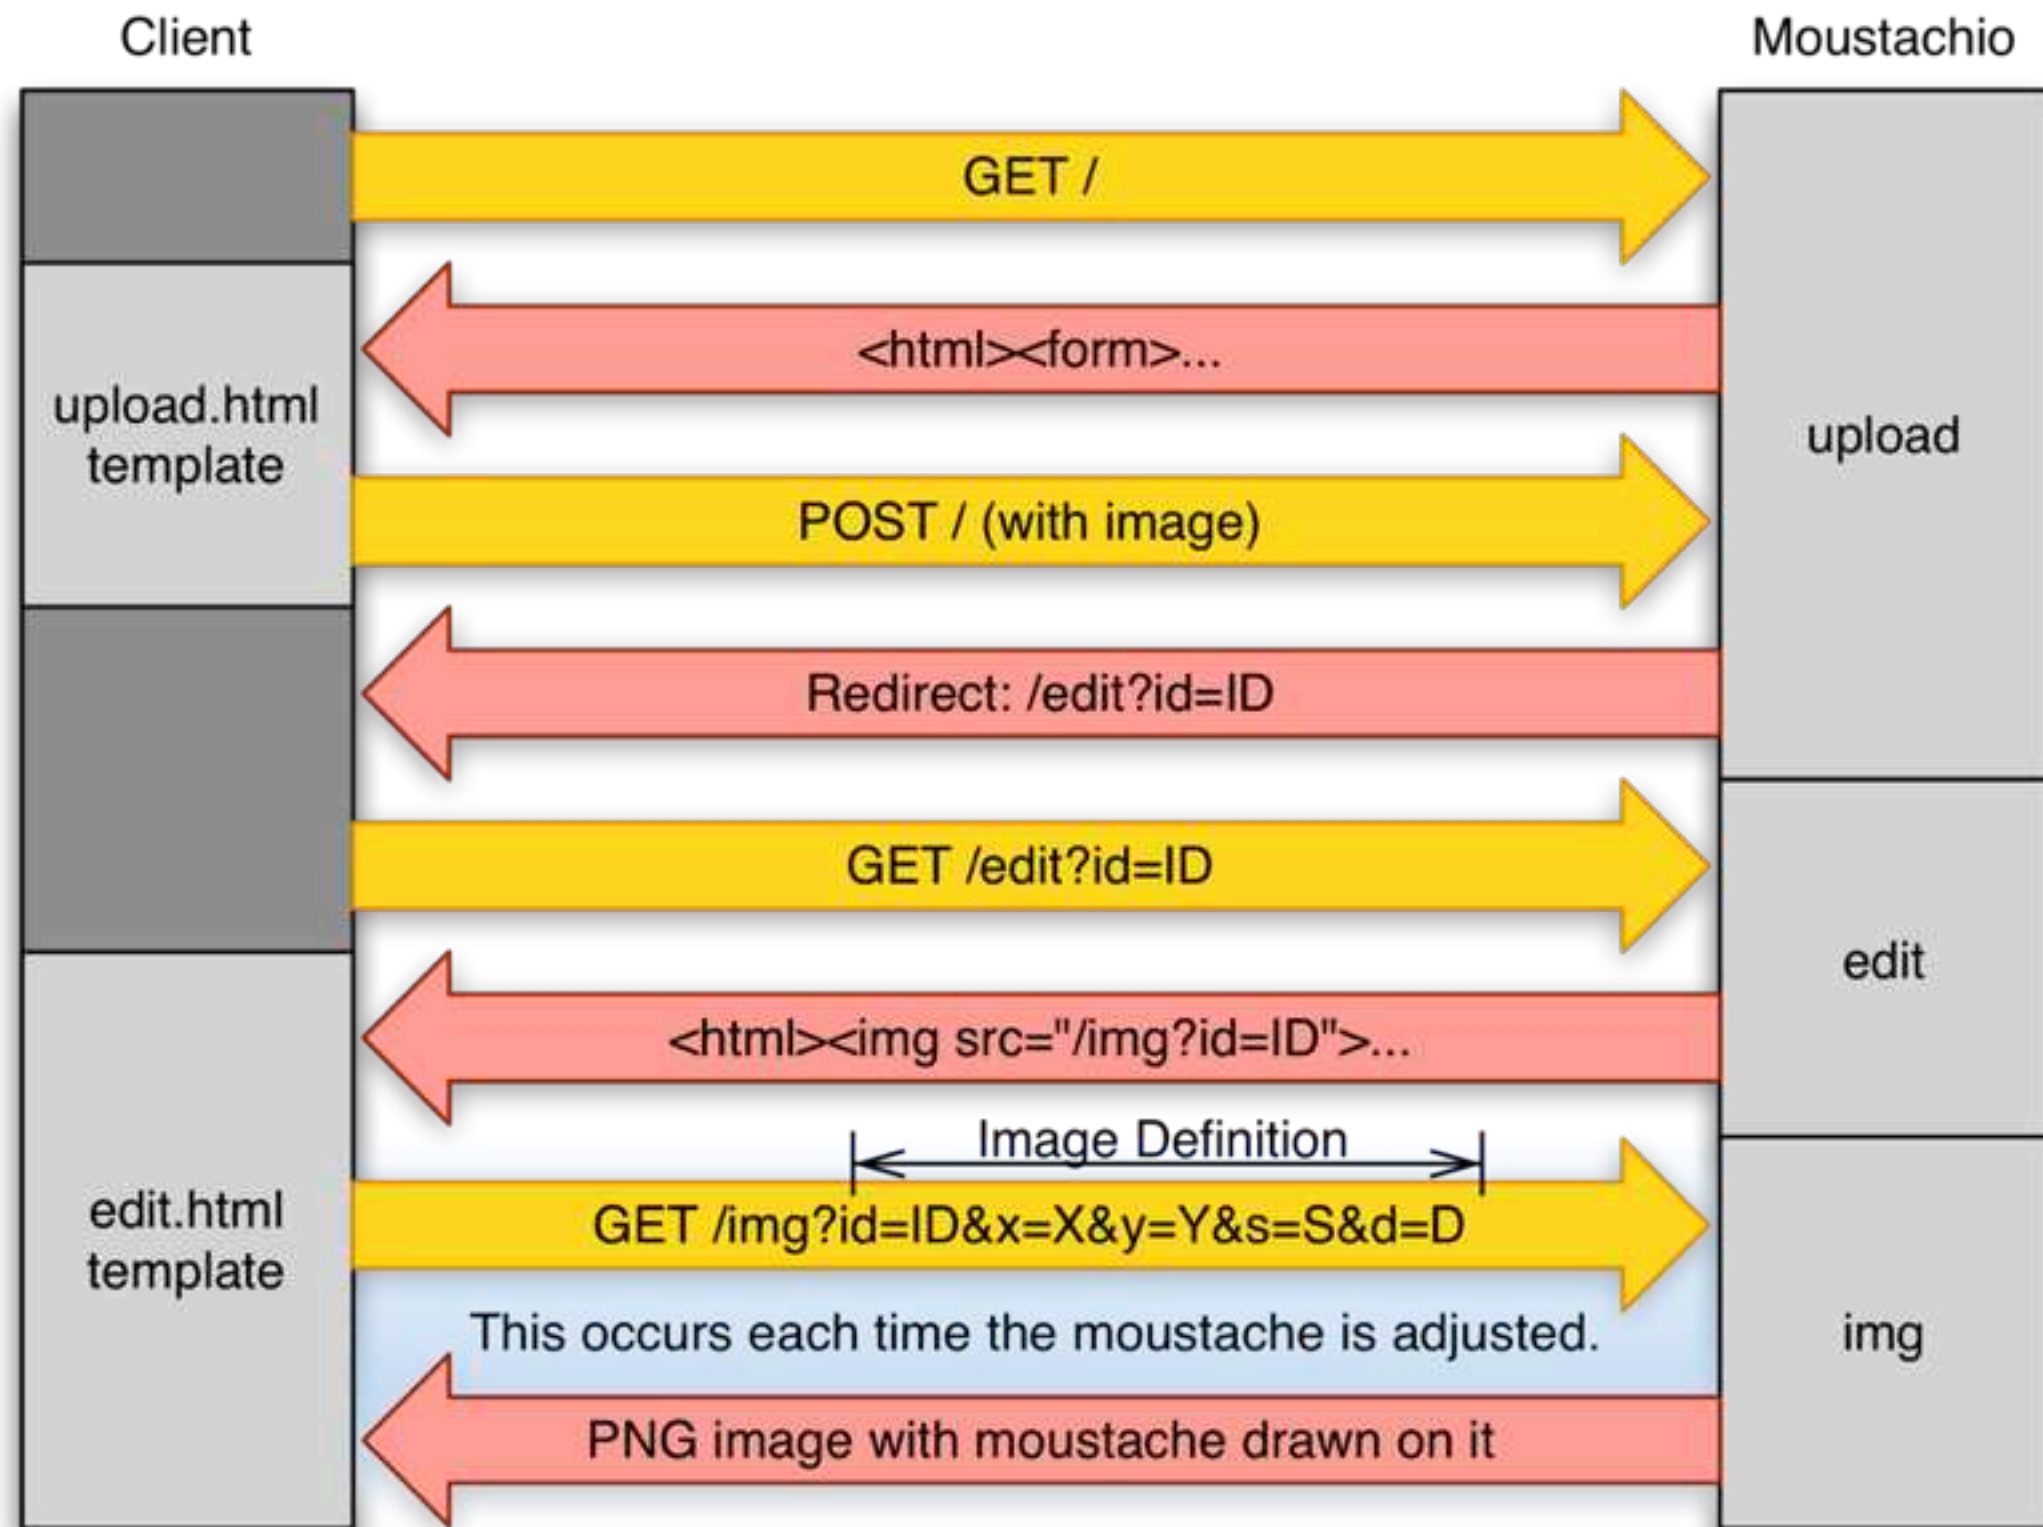 Client
Moustachio
GET /
<html><form>...
upload.html
template
upload
POST / (with image)
Redirect: /edit?id=ID
GET /edit?id=ID
edit
<html><img src="/img?id=ID">...
Image Definition
edit.html
template
GET /img?id=ID&x=X&y=Y&s=S&d=D
This occurs each time the moustache is adjusted.
img
PNG image with moustache drawn on it